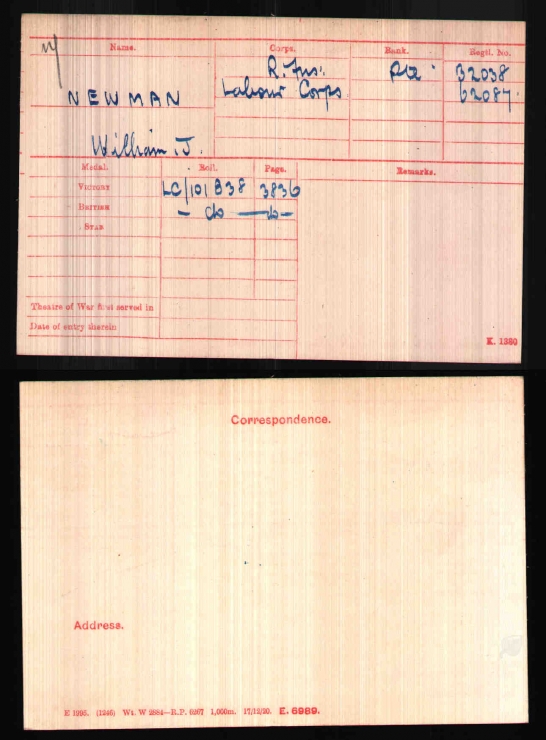 Name. Corps. Rank. Regtl. No.
R. Fus. Pte 32038
NEWMAN Labour Corps " 62087.
William J.
Medal. Roll. Page. Remarks.
VICTORY LC/101 B38 3836
BRITISH – do – do –
STAR
Theatre of War first served in
Date of entry therein
K. 1380
Correspondence.
Address.
E 1295. (1246) Wt. W 2884—R.P. 6267 1,000m. 17/12/20. E. 6989.